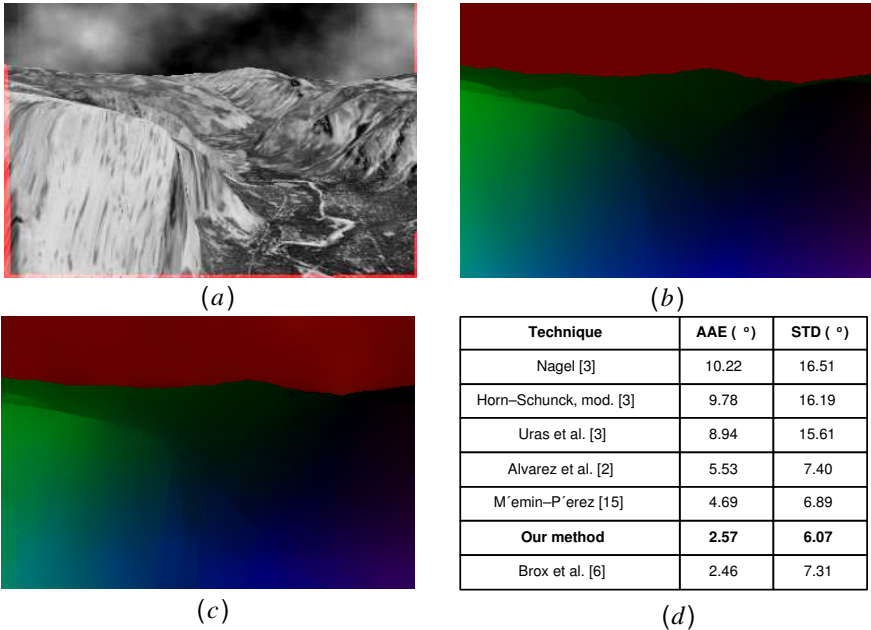 (a)
(b)
Technique AAE ( °) STD ( °)
Nagel [3] 10.22 16.51
Horn–Schunck, mod. [3] 9.78 16.19
Uras et al. [3] 8.94 15.61
Alvarez et al. [2] 5.53 7.40
M´emin–P´erez [15] 4.69 6.89
Our method 2.57 6.07
Brox et al. [6] 2.46 7.31
(c)
(d)